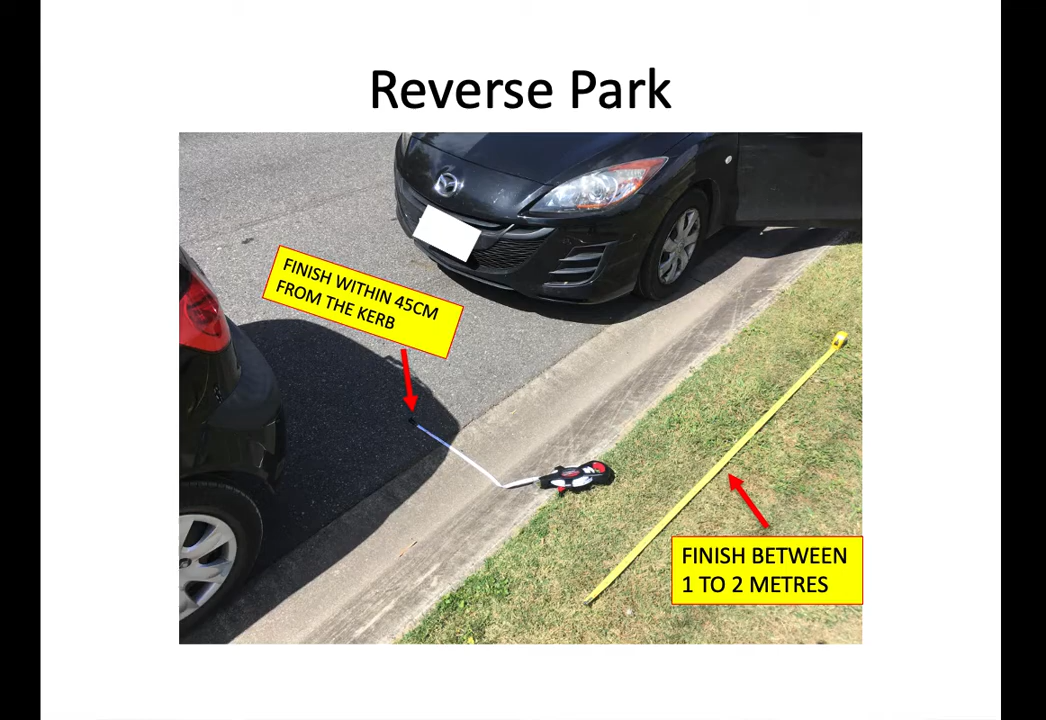 Reverse Park
FINISH WITHIN 45CM
FROM THE KERB
FINISH BETWEEN
1 TO 2 METRES